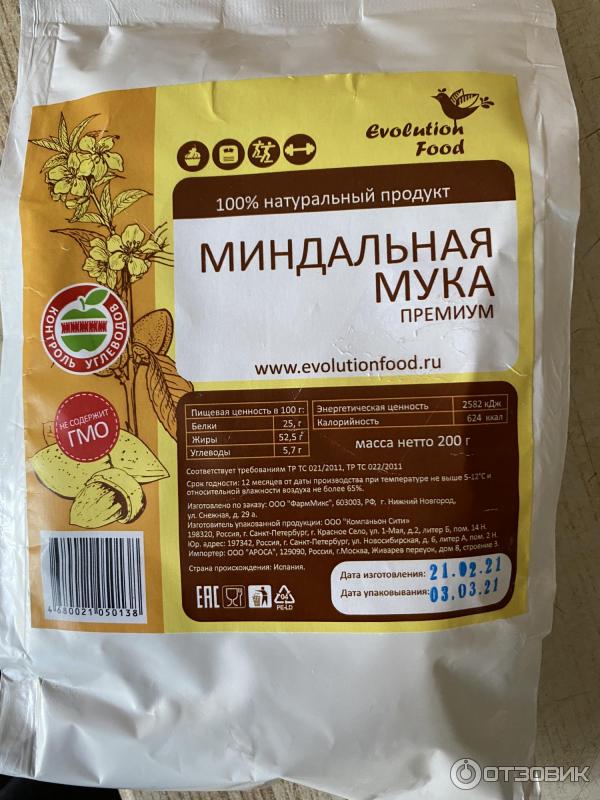 Evolution
Food
100% натуральный продукт
МИНДАЛЬНАЯ
МУКА
ПРЕМИУМ
www.evolutionfood.ru
КОНТРОЛЬ УГЛЕВОДОВ
НЕ СОДЕРЖИТ
ГМО
Пищевая ценность в 100 г:
Белки 25, г
Жиры 52,5 г
Углеводы 5,7 г
Энергетическая ценность 2582 кДж
Калорийность 624 ккал
масса нетто 200 г
Соответствует требованиям ТР ТС 021/2011, ТР ТС 022/2011
Срок годности: 12 месяцев от даты производства при температуре не выше 5-12°С и
относительной влажности воздуха не более 65%.
Изготовлено по заказу: ООО "ФармМикс", 603003, РФ, г. Нижний Новгород,
ул. Снежная, д. 29 а.
Изготовитель упакованной продукции: ООО "Компаньон Сити"
198320, Россия, г. Санкт-Петербург, г. Красное Село, ул. 1-Мая, д.2, литер Б, пом. 14 Н.
Юр. адрес: 197342, Россия, г. Санкт-Петербург, ул. Новосибирская, д. 6, литер А, пом. 2 Н
Импортер: ООО "АРОСА", 129090, Россия, г.Москва, Живарев переуок, дом 8, строение 3.
Страна происхождения: Испания.
Дата изготовления: 21.02.21
Дата упаковывания: 03.03.21
EAC
04
PE-LD
4 680021 050138
ОТЗОВИК